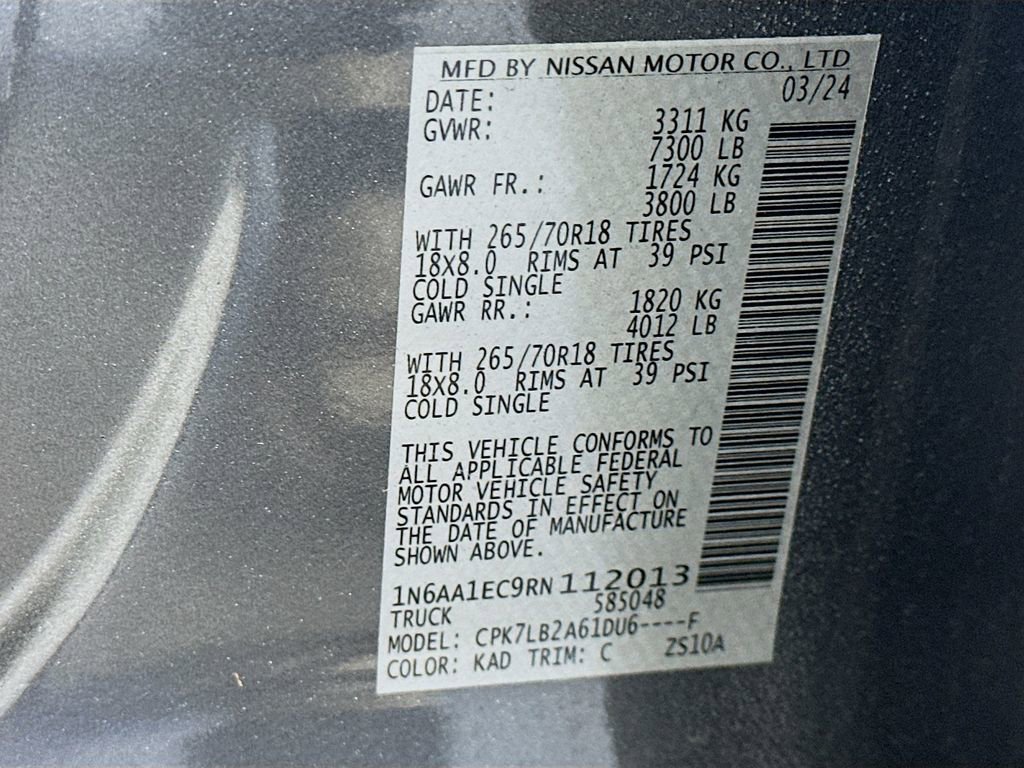 MFD BY NISSAN MOTOR CO., LTD
DATE: 03/24
GVWR: 3311 KG
7300 LB
GAWR FR.: 1724 KG
3800 LB
WITH 265/70R18 TIRES
18X8.0 RIMS AT 39 PSI
COLD SINGLE
GAWR RR.: 1820 KG
4012 LB
WITH 265/70R18 TIRES
18X8.0 RIMS AT 39 PSI
COLD SINGLE
THIS VEHICLE CONFORMS TO
ALL APPLICABLE FEDERAL
MOTOR VEHICLE SAFETY
STANDARDS IN EFFECT ON
THE DATE OF MANUFACTURE
SHOWN ABOVE.
1N6AA1EC9RN112013
TRUCK 585048
MODEL: CPK7LB2A61DU6----F
COLOR: KAD TRIM: C ZS10A